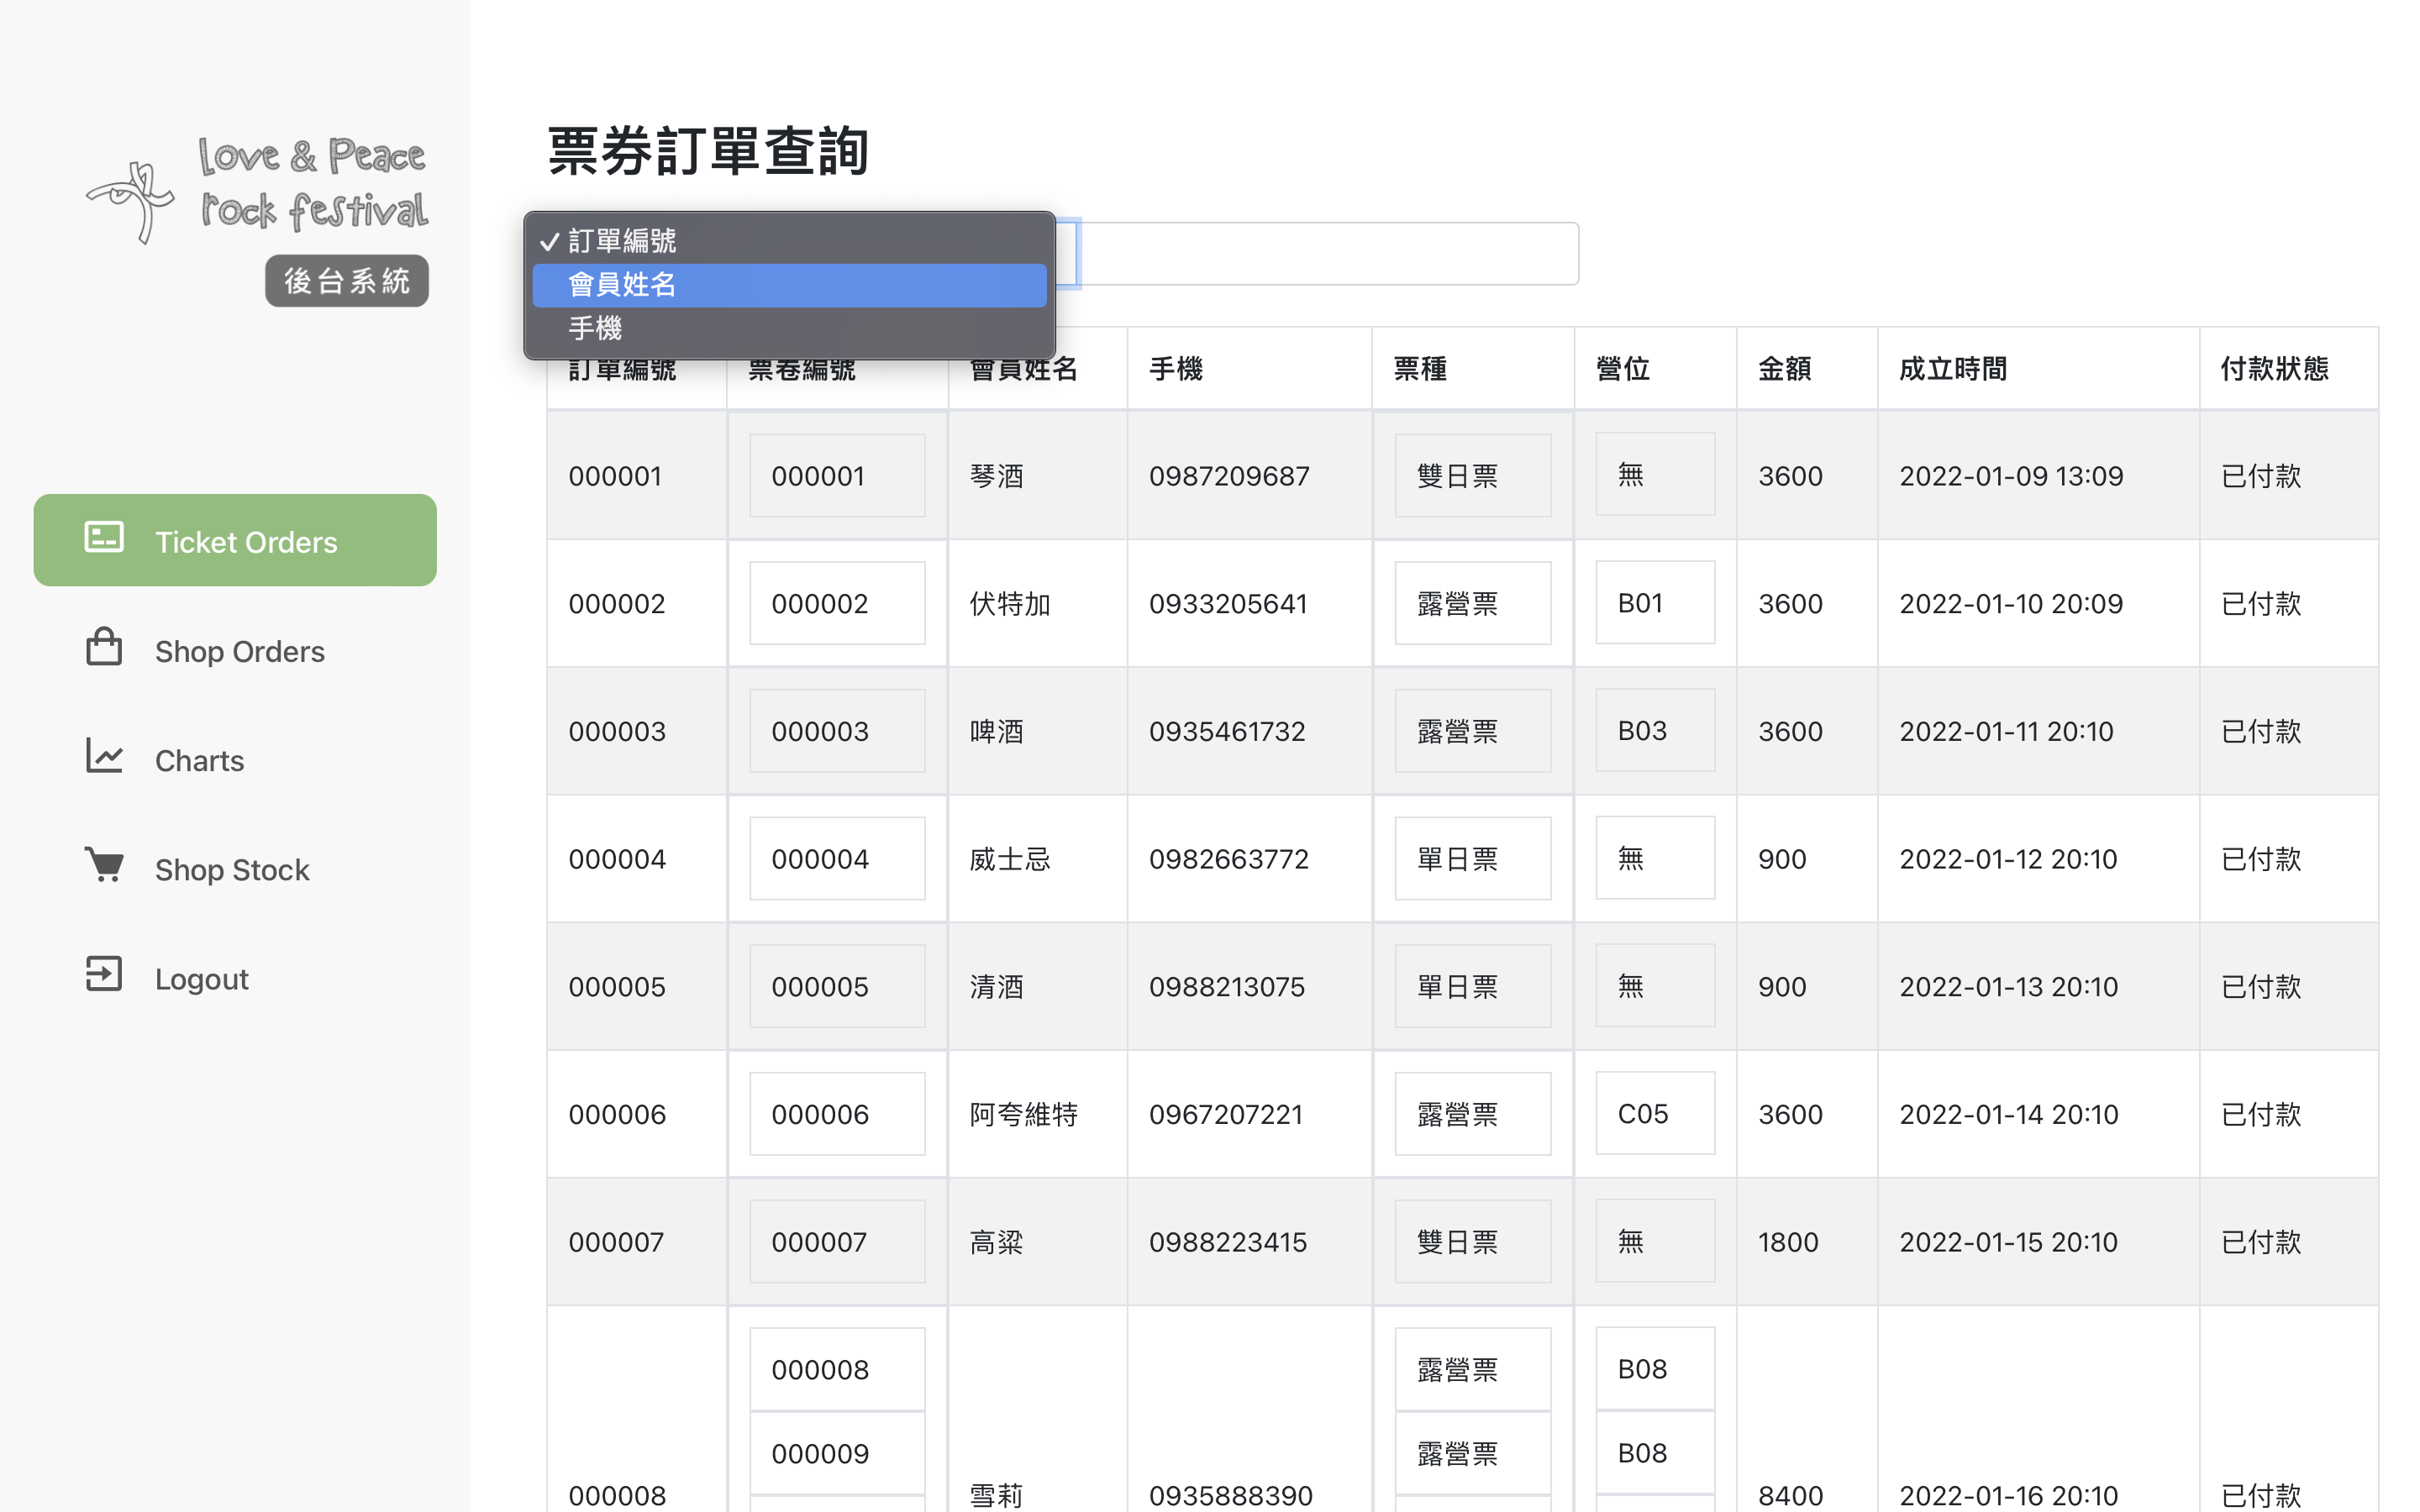 Love & Peace
rock festival
後台系統
Ticket Orders
Shop Orders
Charts
Shop Stock
Logout
票券訂單查詢
✓ 訂單編號
會員姓名
手機
訂單編號 票卷編號 會員姓名 手機 票種 營位 金額 成立時間 付款狀態
000001 000001 琴酒 0987209687 雙日票 無 3600 2022-01-09 13:09 已付款
000002 000002 伏特加 0933205641 露營票 B01 3600 2022-01-10 20:09 已付款
000003 000003 啤酒 0935461732 露營票 B03 3600 2022-01-11 20:10 已付款
000004 000004 威士忌 0982663772 單日票 無 900 2022-01-12 20:10 已付款
000005 000005 清酒 0988213075 單日票 無 900 2022-01-13 20:10 已付款
000006 000006 阿夸維特 0967207221 露營票 C05 3600 2022-01-14 20:10 已付款
000007 000007 高粱 0988223415 雙日票 無 1800 2022-01-15 20:10 已付款
000008 露營票 B08
000009 露營票 B08
000008 雪莉 0935888390 8400 2022-01-16 20:10 已付款